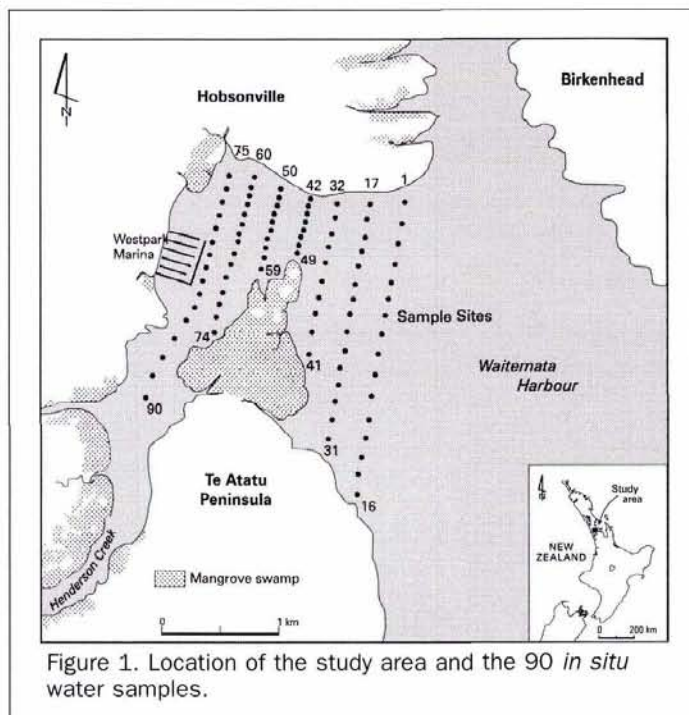 N
Hobsonville
Birkenhead
75 60 50 42 32 17 1
Westpark
Marina
59 49
Sample Sites
74
41
Waitemata
Harbour
90
31
16
Te Atatu
Peninsula
Henderson Creek
Mangrove swamp
0 1 km
N
Study
area
NEW
ZEALAND
0 200 km
Figure 1. Location of the study area and the 90 in situ
water samples.